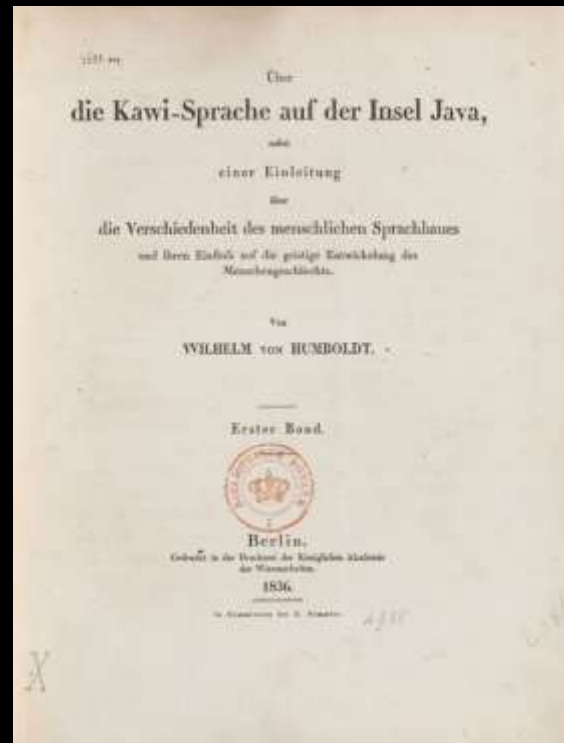 Über
die Kawi-Sprache auf der Insel Java,
nebst
einer Einleitung
über
die Verschiedenheit des menschlichen Sprachbaues
und ihren Einfluß auf die geistige Entwickelung des
Menschengeschlechts.
Von
WILHELM VON HUMBOLDT.
Erster Band.
Berlin.
Gedruckt in der Druckerei der Königlichen Akademie
der Wissenschaften.
1836.